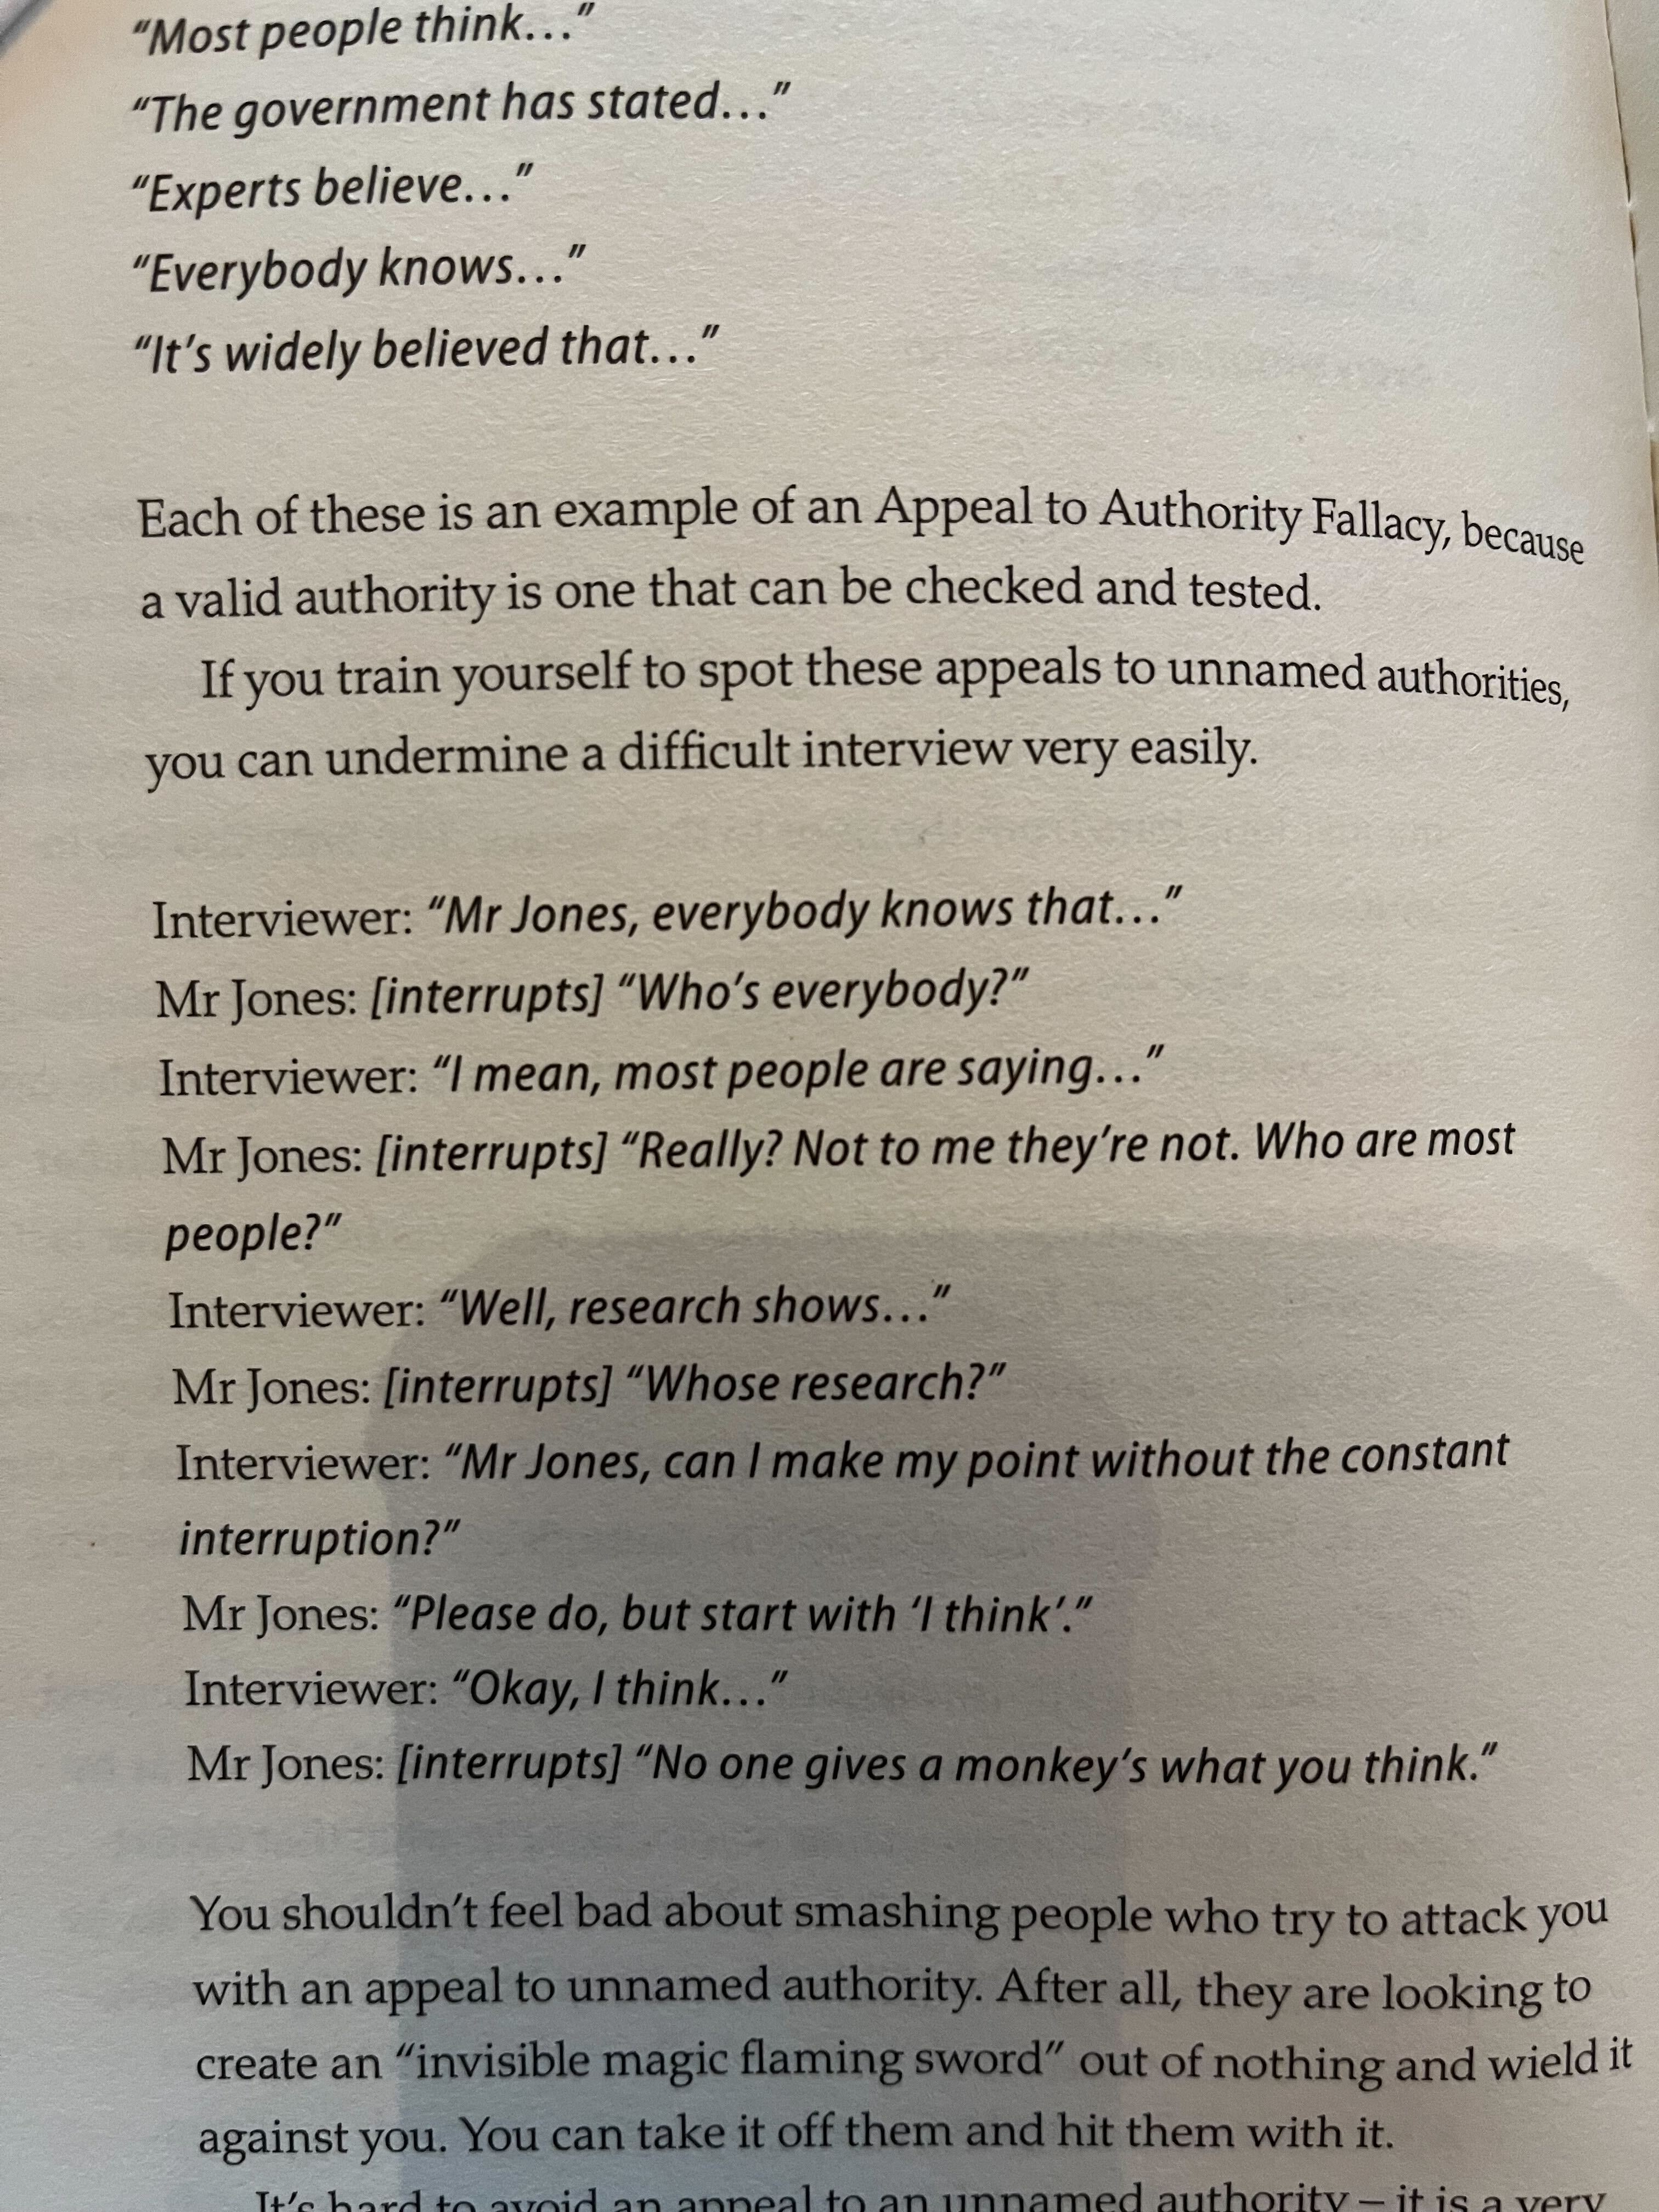 “Most people think…”
“The government has stated…”
“Experts believe…”
“Everybody knows…”
“It’s widely believed that…”
Each of these is an example of an Appeal to Authority Fallacy, because
a valid authority is one that can be checked and tested.
If you train yourself to spot these appeals to unnamed authorities,
you can undermine a difficult interview very easily.
Interviewer: “Mr Jones, everybody knows that…”
Mr Jones: [interrupts] “Who’s everybody?”
Interviewer: “I mean, most people are saying…”
Mr Jones: [interrupts] “Really? Not to me they’re not. Who are most
people?”
Interviewer: “Well, research shows…”
Mr Jones: [interrupts] “Whose research?”
Interviewer: “Mr Jones, can I make my point without the constant
interruption?”
Mr Jones: “Please do, but start with ‘I think’.”
Interviewer: “Okay, I think…”
Mr Jones: [interrupts] “No one gives a monkey’s what you think.”
You shouldn’t feel bad about smashing people who try to attack you
with an appeal to unnamed authority. After all, they are looking to
create an “invisible magic flaming sword” out of nothing and wield it
against you. You can take it off them and hit them with it.
It’s hard to avoid an appeal to an unnamed authority – it is a very